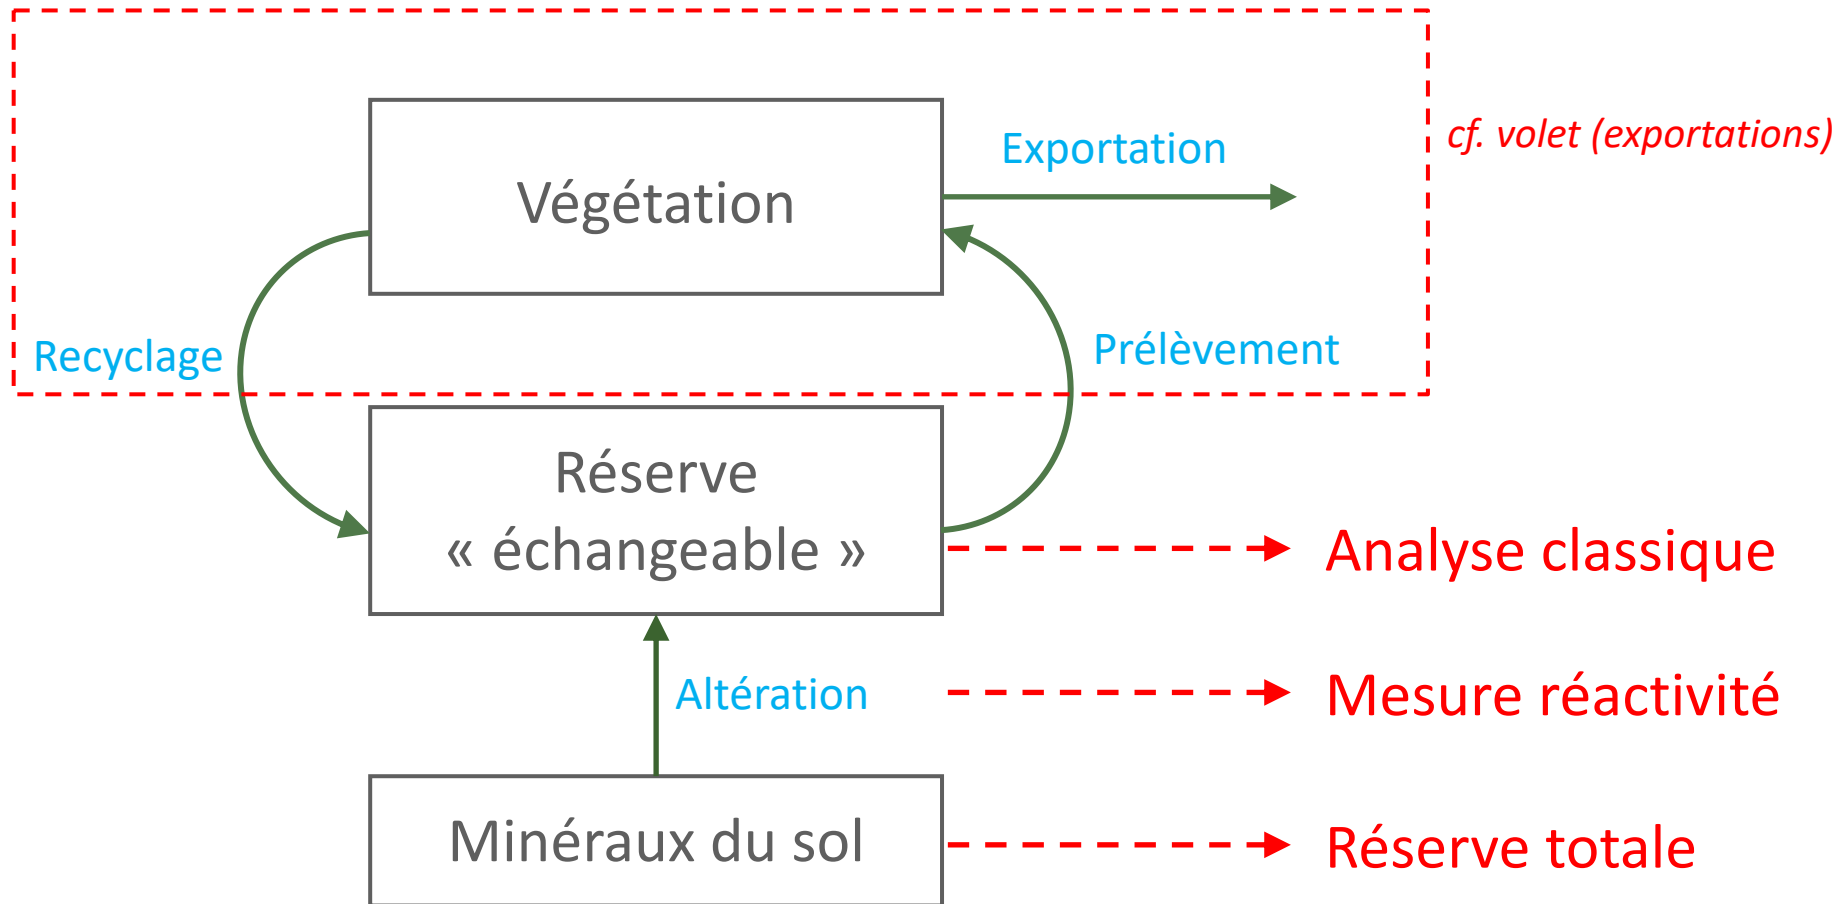 cf. volet (exportations)
Exportation
Végétation
Recyclage
Prélèvement
Réserve
« échangeable »
Analyse classique
Altération
Mesure réactivité
Minéraux du sol
Réserve totale